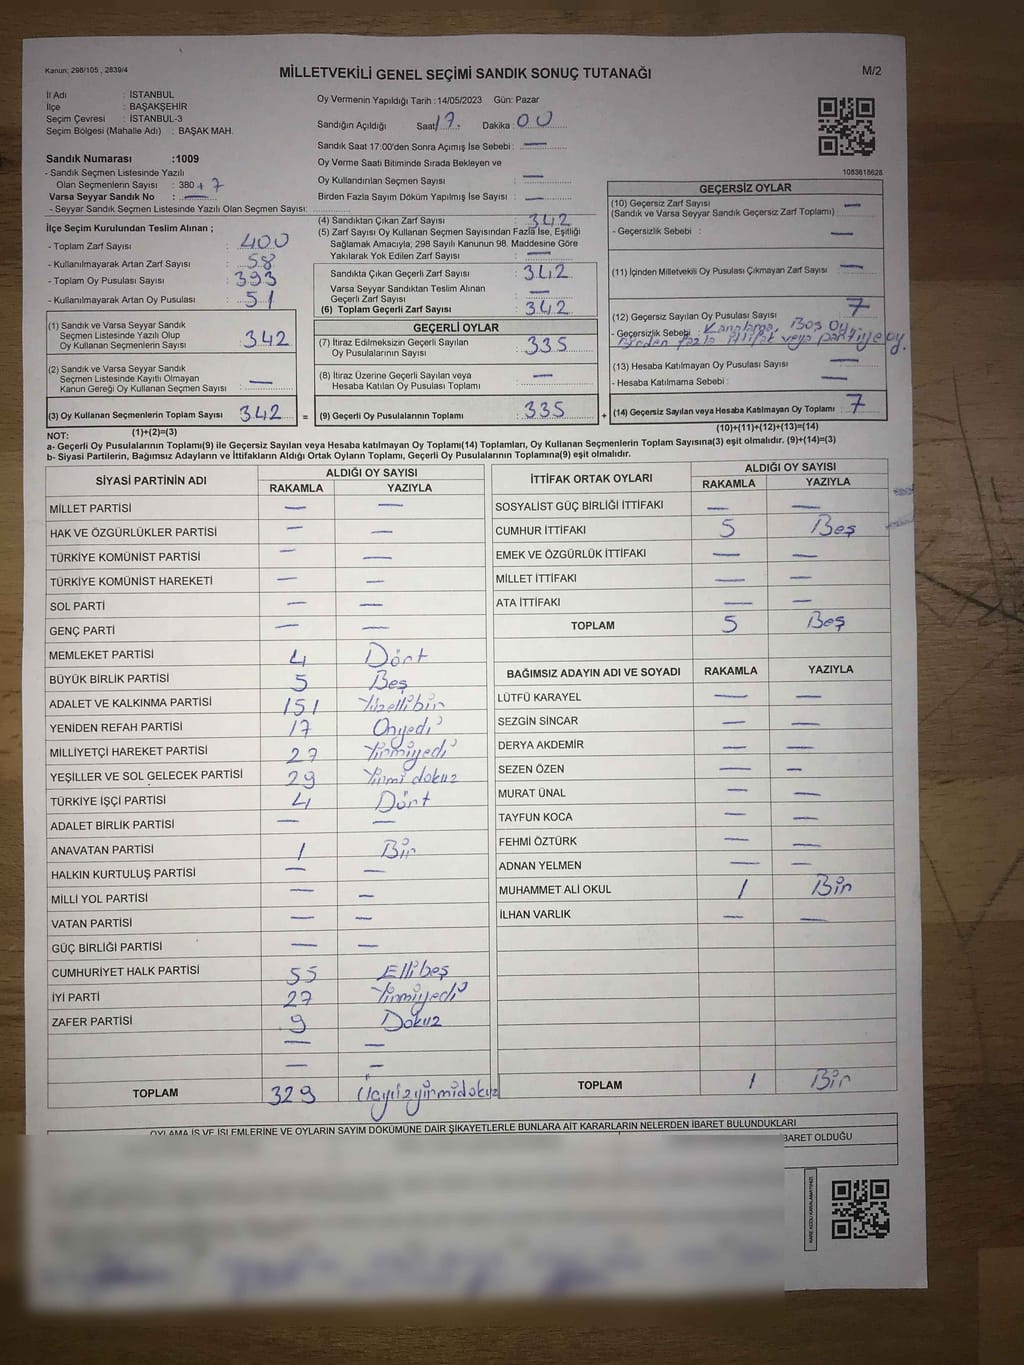 Kanun; 298/105 , 2839/4
MİLLETVEKİLİ GENEL SEÇİMİ SANDIK SONUÇ TUTANAĞI
M/2
İl Adı : İSTANBUL
İlçe : BAŞAKŞEHİR
Seçim Çevresi : İSTANBUL-3
Seçim Bölgesi (Mahalle Adı) : BAŞAK MAH.
Sandık Numarası :1009
- Sandık Seçmen Listesinde Yazılı
Olan Seçmenlerin Sayısı : 380 + 7
Varsa Seyyar Sandık No : —
- Seyyar Sandık Seçmen Listesinde Yazılı Olan Seçmen Sayısı:
Oy Vermenin Yapıldığı Tarih :14/05/2023 Gün: Pazar
Sandığın Açıldığı Saat 17. Dakika : 00
Sandık Saat 17:00'den Sonra Açımış İse Sebebi : —
Oy Verme Saati Bitiminde Sırada Bekleyen ve
Oy Kullandırılan Seçmen Sayısı —
Birden Fazla Sayım Döküm Yapılmış İse Sayısı : —
1083618628
İlçe Seçim Kurulundan Teslim Alınan ;
- Toplam Zarf Sayısı : 400
- Kullanılmayarak Artan Zarf Sayısı : 58
- Toplam Oy Pusulası Sayısı : 393
- Kullanılmayarak Artan Oy Pusulası : 51
(1) Sandık ve Varsa Seyyar Sandık
Seçmen Listesinde Yazılı Olup
Oy Kullanan Seçmenlerin Sayısı : 342
(2) Sandık ve Varsa Seyyar Sandık
Seçmen Listesinde Kayıtlı Olmayan
Kanun Gereği Oy Kullanan Seçmen Sayısı : —
(3) Oy Kullanan Seçmenlerin Toplam Sayısı 342
(4) Sandıktan Çıkan Zarf Sayısı : 342
(5) Zarf Sayısı Oy Kullanan Seçmen Sayısından Fazla İse, Eşitliği
Sağlamak Amacıyla, 298 Sayılı Kanunun 98. Maddesine Göre
Yakılarak Yok Edilen Zarf Sayısı : —
Sandıkta Çıkan Geçerli Zarf Sayısı : 342
Varsa Seyyar Sandıktan Teslim Alınan
Geçerli Zarf Sayısı : —
(6) Toplam Geçerli Zarf Sayısı : 342
GEÇERLİ OYLAR
(7) İtiraz Edilmeksizin Geçerli Sayılan
Oy Pusulalarının Sayısı : 335
(8) İtiraz Üzerine Geçerli Sayılan veya
Hesaba Katılan Oy Pusulası Toplamı : —
= (9) Geçerli Oy Pusulalarının Toplamı : 335
GEÇERSİZ OYLAR
(10) Geçersiz Zarf Sayısı : —
(Sandık ve Varsa Seyyar Sandık Geçersiz Zarf Toplamı)
- Geçersizlik Sebebi : —
(11) İçinden Milletvekili Oy Pusulası Çıkmayan Zarf Sayısı : —
(12) Geçersiz Sayılan Oy Pusulası Sayısı : 7
- Geçersizlik Sebebi : Karalama, Boş Oy
Birden fazla ittifak veya partiye oy.
(13) Hesaba Katılmayan Oy Pusulası Sayısı : —
- Hesaba Katılmama Sebebi : —
+ (14) Geçersiz Sayılan veya Hesaba Katılmayan Oy Toplamı : 7
NOT: (1)+(2)=(3)
(10)+(11)+(12)+(13)=(14)
a- Geçerli Oy Pusulalarının Toplamı(9) ile Geçersiz Sayılan veya Hesaba katılmayan Oy Toplamı(14) Toplamları, Oy Kullanan Seçmenlerin Toplam Sayısına(3) eşit olmalıdır. (9)+(14)=(3)
b- Siyasi Partilerin, Bağımsız Adayların ve İttifakların Aldığı Ortak Oyların Toplamı, Geçerli Oy Pusulalarının Toplamına(9) eşit olmalıdır.
SİYASİ PARTİNİN ADI ALDIĞI OY SAYISI
RAKAMLA YAZIYLA
MİLLET PARTİSİ — —
HAK VE ÖZGÜRLÜKLER PARTİSİ — —
TÜRKİYE KOMÜNİST PARTİSİ — —
TÜRKİYE KOMÜNİST HAREKETİ — —
SOL PARTİ — —
GENÇ PARTİ — —
MEMLEKET PARTİSİ 4 Dört
BÜYÜK BİRLİK PARTİSİ 5 Beş
ADALET VE KALKINMA PARTİSİ 151 Yüzellibir
YENİDEN REFAH PARTİSİ 17 Onyedi
MİLLİYETÇİ HAREKET PARTİSİ 27 Yirmiyedi
YEŞİLLER VE SOL GELECEK PARTİSİ 29 Yirmi dokuz
TÜRKİYE İŞÇİ PARTİSİ 4 Dört
ADALET BİRLİK PARTİSİ — —
ANAVATAN PARTİSİ 1 Bir
HALKIN KURTULUŞ PARTİSİ — —
MİLLİ YOL PARTİSİ — —
VATAN PARTİSİ — —
GÜÇ BİRLİĞİ PARTİSİ — —
CUMHURİYET HALK PARTİSİ 55 Ellibeş
İYİ PARTİ 27 Yirmiyedi
ZAFER PARTİSİ 9 Dokuz
— —
— —
TOPLAM 329 Üçyüzyirmidokuz
İTTİFAK ORTAK OYLARI ALDIĞI OY SAYISI
RAKAMLA YAZIYLA
SOSYALİST GÜÇ BİRLİĞİ İTTİFAKI — —
CUMHUR İTTİFAKI 5 Beş
EMEK VE ÖZGÜRLÜK İTTİFAKI — —
MİLLET İTTİFAKI — —
ATA İTTİFAKI — —
TOPLAM 5 Beş
BAĞIMSIZ ADAYIN ADI VE SOYADI RAKAMLA YAZIYLA
LÜTFÜ KARAYEL — —
SEZGİN SİNCAR — —
DERYA AKDEMİR — —
SEZEN ÖZEN — —
MURAT ÜNAL — —
TAYFUN KOCA — —
FEHMİ ÖZTÜRK — —
ADNAN YELMEN — —
MUHAMMET ALİ OKUL 1 Bir
İLHAN VARLIK — —
TOPLAM 1 Bir
OYLAMA İŞ VE İŞLEMLERİNE VE OYLARIN SAYIM DÖKÜMÜNE DAİR ŞİKAYETLERLE BUNLARA AİT KARARLARIN NELERDEN İBARET BULUNDUKLARI
BARET OLDUĞU